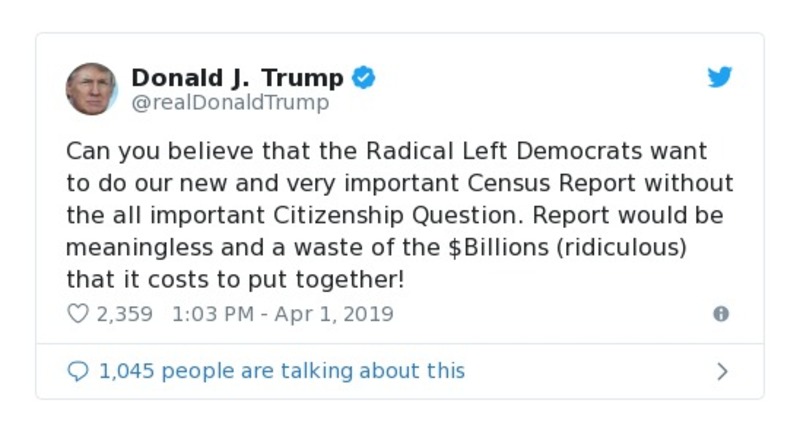 Donald J. Trump
@realDonaldTrump
Can you believe that the Radical Left Democrats want
to do our new and very important Census Report without
the all important Citizenship Question. Report would be
meaningless and a waste of the $Billions (ridiculous)
that it costs to put together!
2,359 1:03 PM - Apr 1, 2019
1,045 people are talking about this